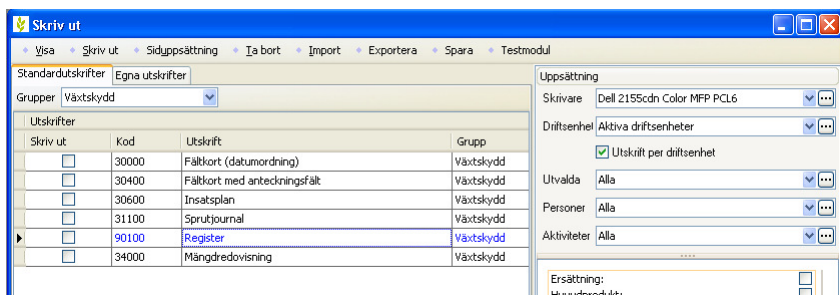 Skriv ut
Visa Skriv ut Siduppsättning Ta bort Import Exportera Spara Testmodul
Standardutskrifter Egna utskrifter
Grupper Växtskydd
Utskrifter
Skriv ut Kod Utskrift Grupp
30000 Fältkort (datumordning) Växtskydd
30400 Fältkort med anteckningsfält Växtskydd
30600 Insatsplan Växtskydd
31100 Sprutjournal Växtskydd
90100 Register Växtskydd
34000 Mängdredovisning Växtskydd
Uppsättning
Skrivare Dell 2155cdn Color MFP PCL6
Driftsenhet Aktiva driftsenheter
Utskrift per driftsenhet
Utvalda Alla
Personer Alla
Aktiviteter Alla
Ersättning:
Huvudprodukt: